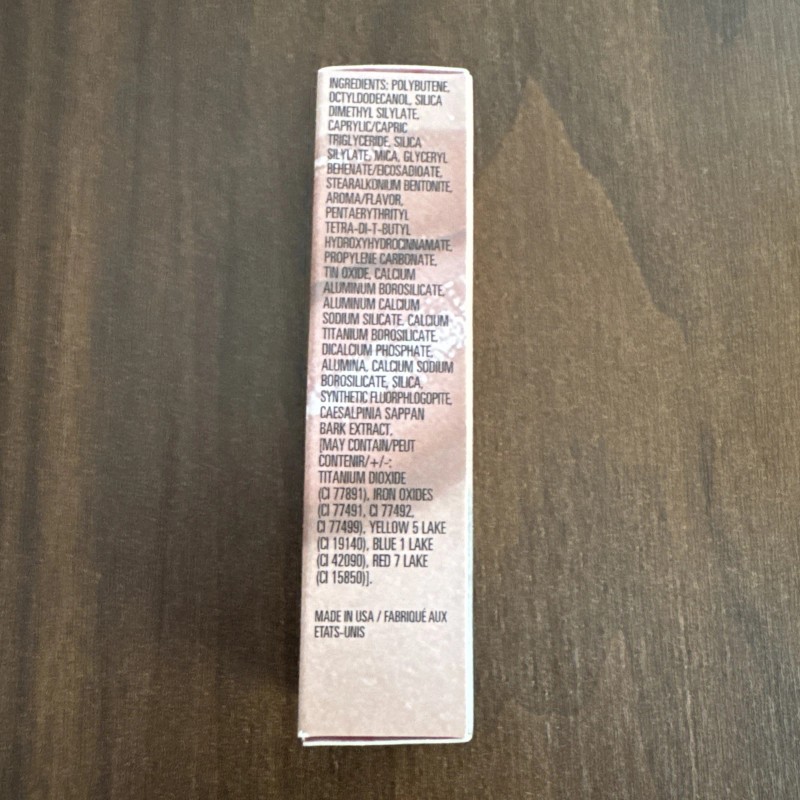 INGREDIENTS: POLYBUTENE,
OCTYLDODECANOL, SILICA
DIMETHYL SILYLATE,
CAPRYLIC/CAPRIC
TRIGLYCERIDE, SILICA
SILYLATE, MICA, GLYCERYL
BEHENATE/EICOSADIOATE,
STEARALKONIUM BENTONITE,
AROMA/FLAVOR,
PENTAERYTHRITYL
TETRA-DI-T-BUTYL
HYDROXYHYDROCINNAMATE,
PROPYLENE CARBONATE,
TIN OXIDE, CALCIUM
ALUMINUM BOROSILICATE,
ALUMINUM CALCIUM
SODIUM SILICATE, CALCIUM
TITANIUM BOROSILICATE,
DICALCIUM PHOSPHATE,
ALUMINA, CALCIUM SODIUM
BOROSILICATE, SILICA,
SYNTHETIC FLUORPHLOGOPITE,
CAESALPINIA SAPPAN
BARK EXTRACT,
[MAY CONTAIN/PEUT
CONTENIR/+/-:
TITANIUM DIOXIDE
(CI 77891), IRON OXIDES
(CI 77491, CI 77492,
CI 77499), YELLOW 5 LAKE
(CI 19140), BLUE 1 LAKE
(CI 42090), RED 7 LAKE
(CI 15850)].
MADE IN USA / FABRIQUÉ AUX
ETATS-UNIS